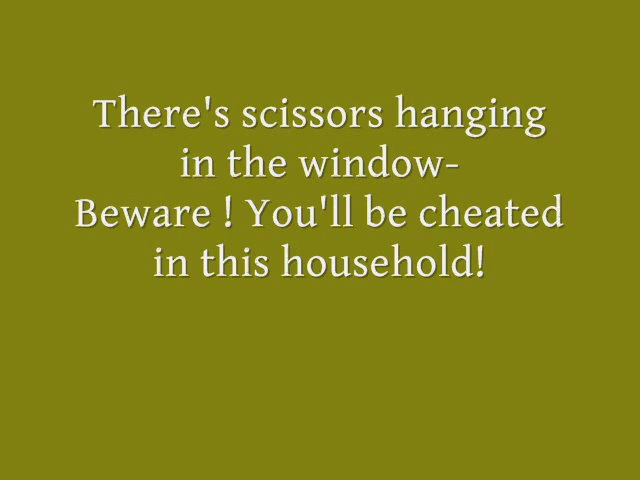 There's scissors hanging
in the window-
Beware ! You'll be cheated
in this household!